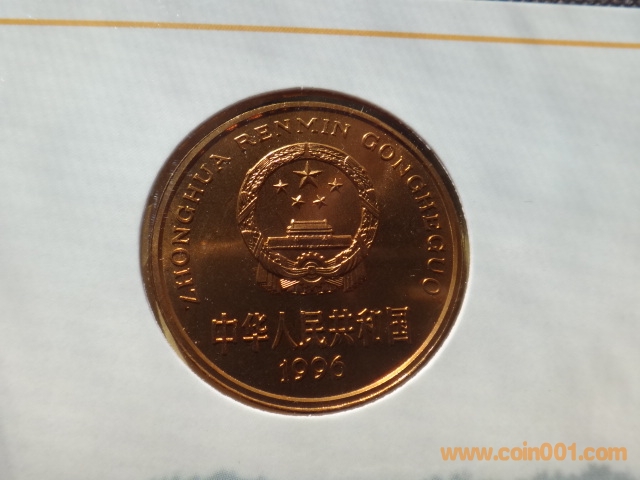 ZHONGHUA RENMIN GONGHEGUO
中华人民共和国
1996
www.coin001.com